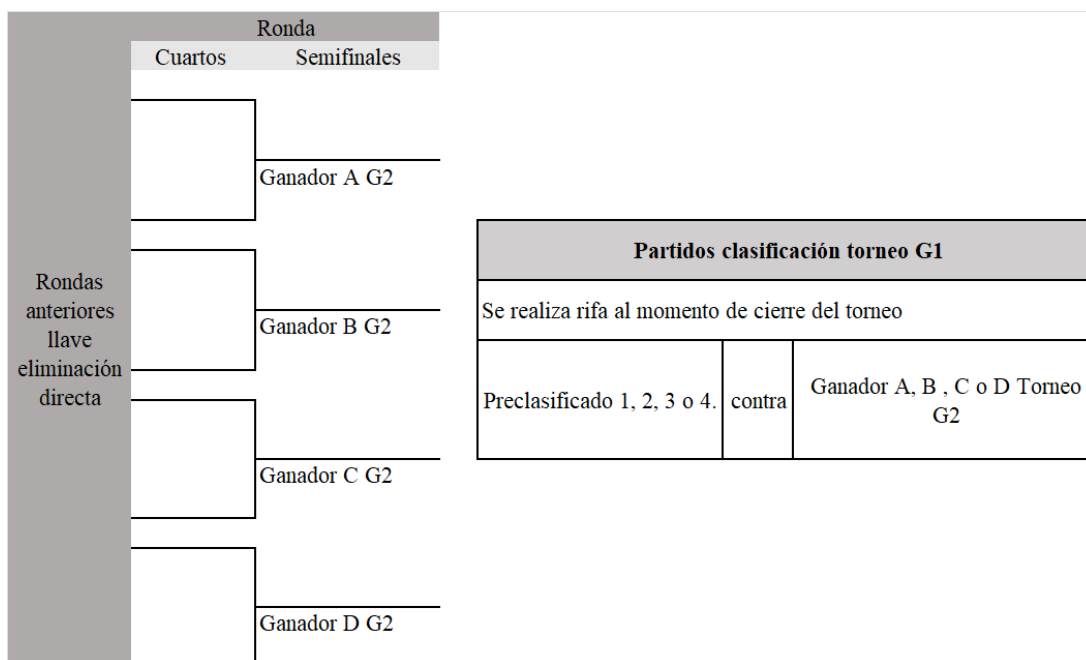 Ronda
Cuartos
Semifinales
Rondas
anteriores
llave
eliminación
directa
Ganador A G2
Ganador B G2
Ganador C G2
Ganador D G2
Partidos clasificación torneo G1
Se realiza rifa al momento de cierre del torneo
Preclasificado 1, 2, 3 o 4.
contra
Ganador A, B , C o D Torneo
G2